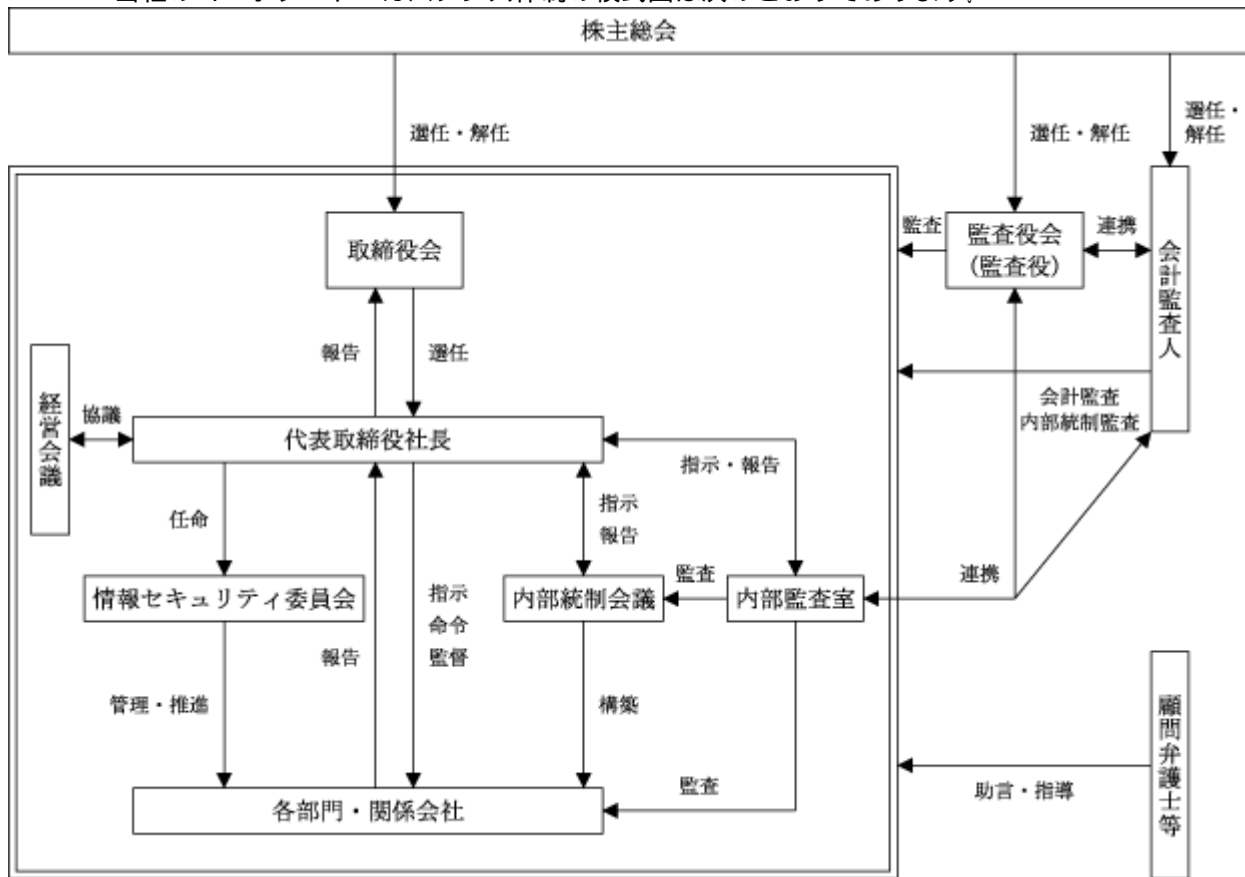 株主総会
選任・解任
選任・解任
選任・
解任
取締役会
監査
監査役会
(監査役)
連携
会計監査人
報告
選任
経営会議
協議
代表取締役社長
会計監査
内部統制監査
指示・報告
任命
指示
報告
情報セキュリティ委員会
指示
命令
監督
報告
内部統制会議
監査
内部監査室
連携
管理・推進
構築
顧問弁護士等
各部門・関係会社
監査
助言・指導